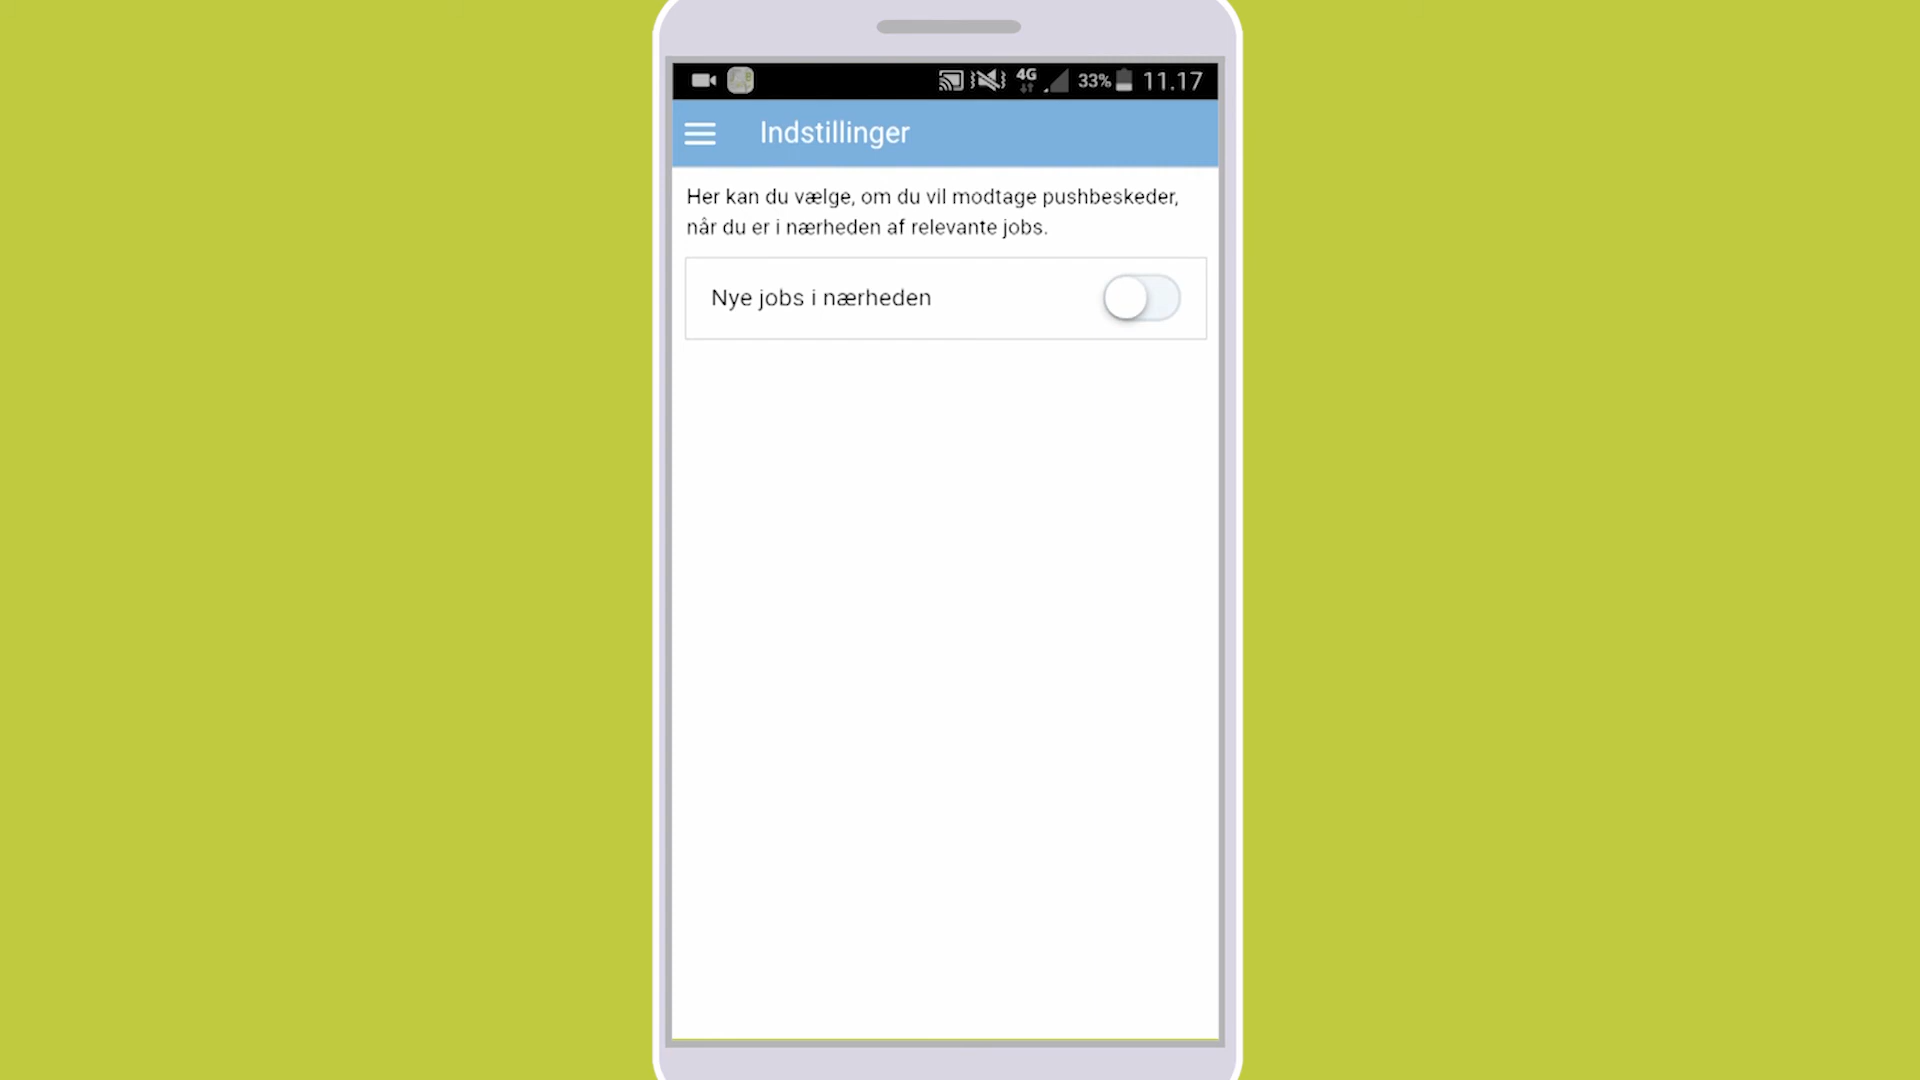 4G 33% 11.17
Indstillinger
Her kan du vælge, om du vil modtage pushbeskeder,
når du er i nærheden af relevante jobs.
Nye jobs i nærheden